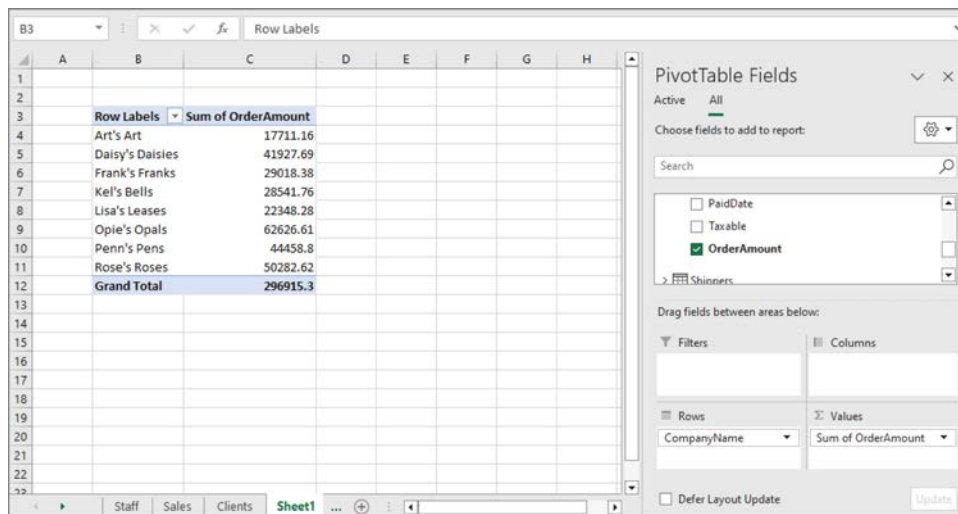 B3 fx Row Labels
A B C D E F G H
1
2
3 Row Labels Sum of OrderAmount
4 Art's Art 17711.16
5 Daisy's Daisies 41927.69
6 Frank's Franks 29018.38
7 Kel's Bells 28541.76
8 Lisa's Leases 22348.28
9 Opie's Opals 62626.61
10 Penn's Pens 44458.8
11 Rose's Roses 50282.62
12 Grand Total 296915.3
13
14
15
16
17
18
19
20
21
22
23
Staff Sales Clients Sheet1 ...
PivotTable Fields
Active All
Choose fields to add to report:
Search
PaidDate
Taxable
OrderAmount
Shippers
Drag fields between areas below:
Filters
Columns
Rows
Σ Values
CompanyName
Sum of OrderAmount
Defer Layout Update
Update